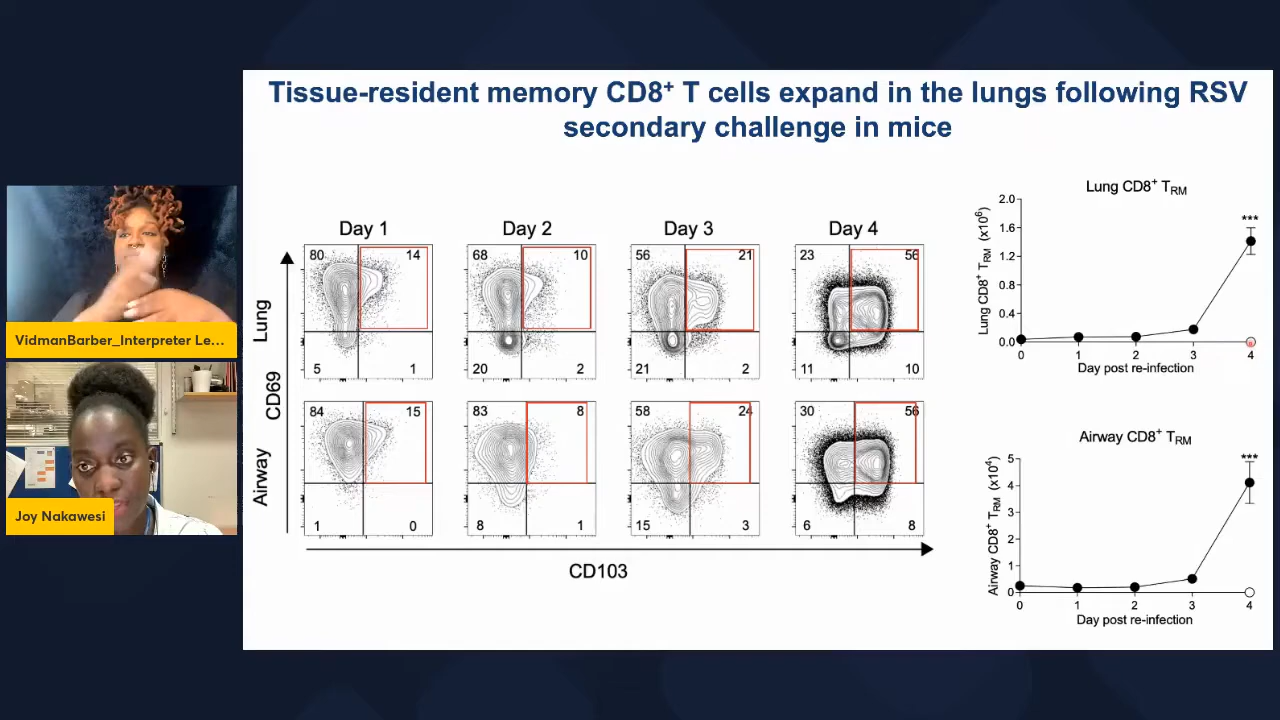 Tissue-resident memory CD8+ T cells expand in the lungs following RSV
secondary challenge in mice
VidmanBarber_Interpreter Le...
Joy Nakawesi
Day 1
Day 2
Day 3
Day 4
Lung
80 14
5 1
68 10
20 2
56 21
21 2
23 56
11 10
Airway
84 15
1 0
83 8
8 1
58 24
15 3
30 56
6 8
CD69
CD103
Lung CD8+ TRM
Lung CD8+ TRM (x10^6)
2.0
1.6
1.2
0.8
0.4
0.0
***
0 1 2 3 4
Day post re-infection
Airway CD8+ TRM
Airway CD8+ TRM (x10^4)
5
4
3
2
1
0
***
0 1 2 3 4
Day post re-infection